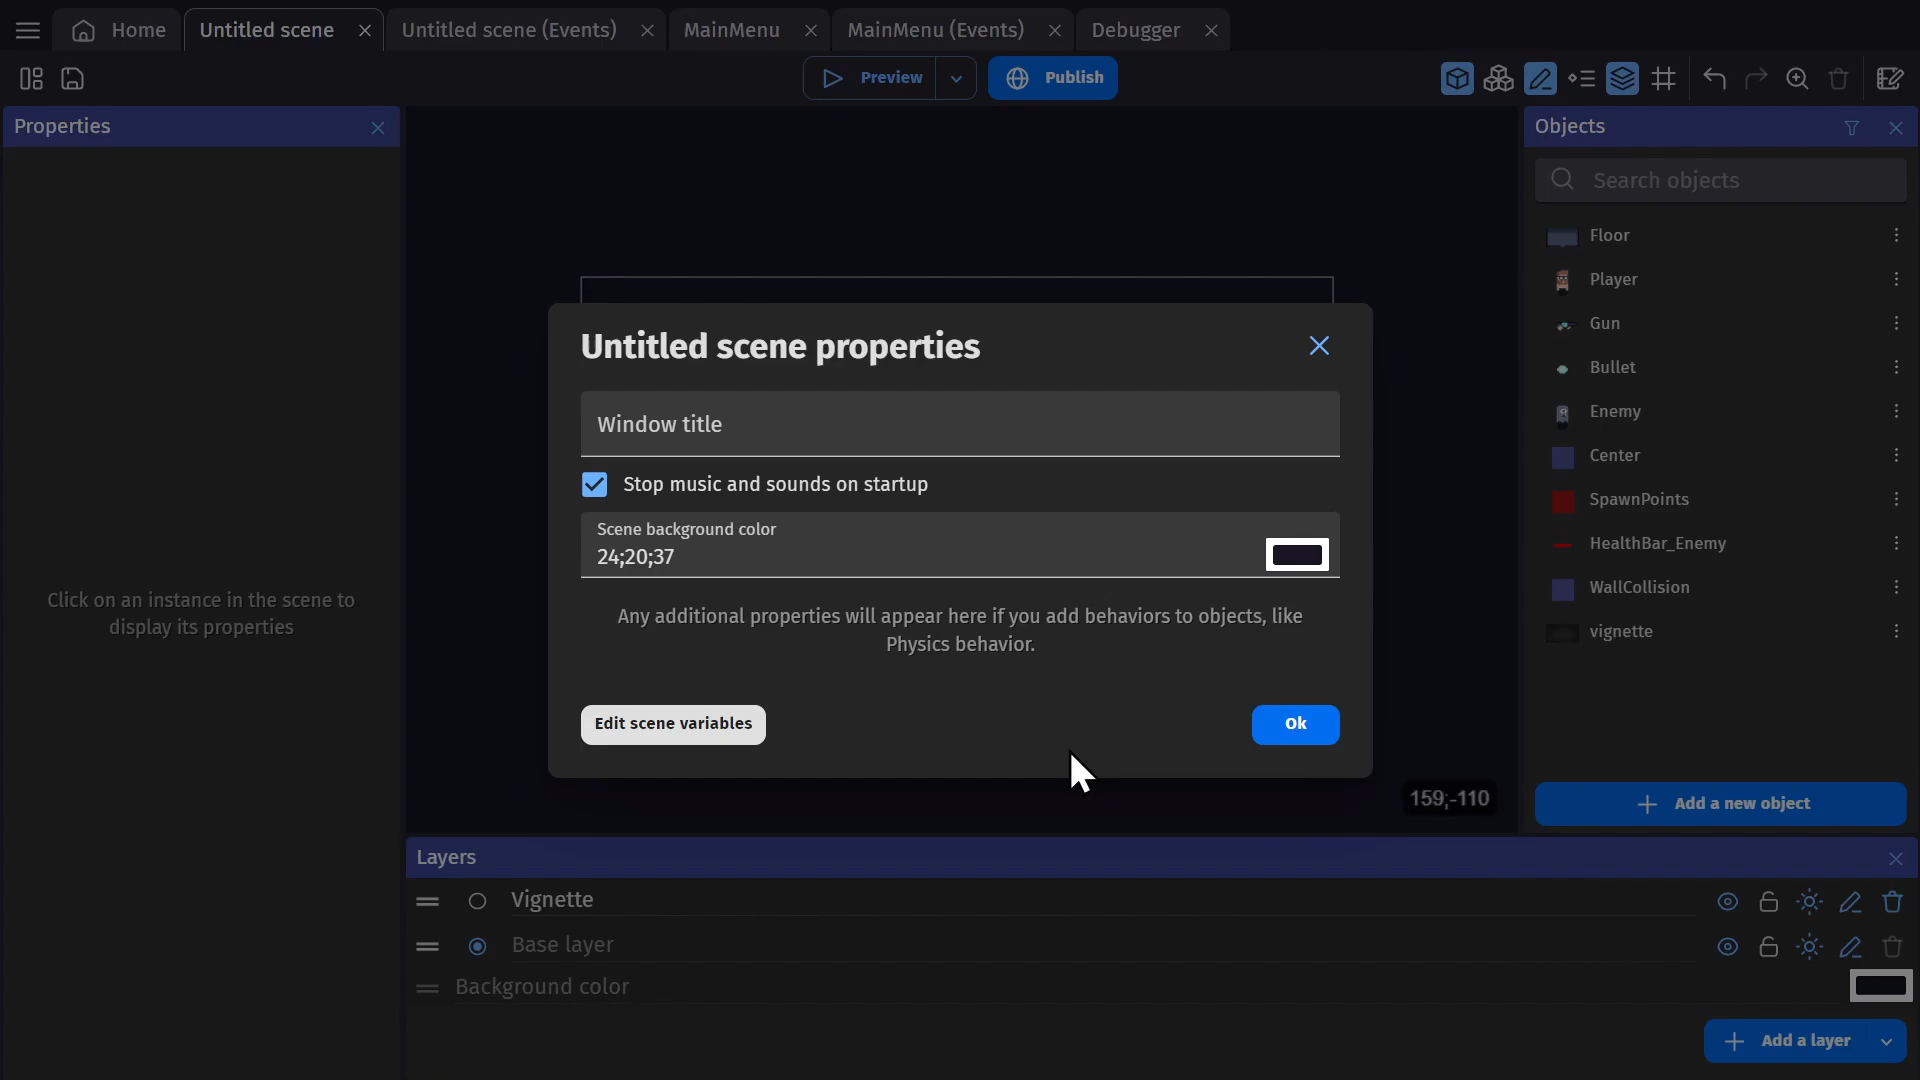 Home
Untitled scene
Untitled scene (Events)
MainMenu
MainMenu (Events)
Debugger
Preview
Publish
Properties
Objects
Search objects
Floor
Player
Gun
Bullet
Enemy
Center
SpawnPoints
HealthBar_Enemy
WallCollision
vignette
Add a new object
Click on an instance in the scene to
display its properties
Untitled scene properties
Window title
Stop music and sounds on startup
Scene background color
24;20;37
Any additional properties will appear here if you add behaviors to objects, like
Physics behavior.
Edit scene variables
Ok
159;-110
Layers
Vignette
Base layer
Background color
Add a layer